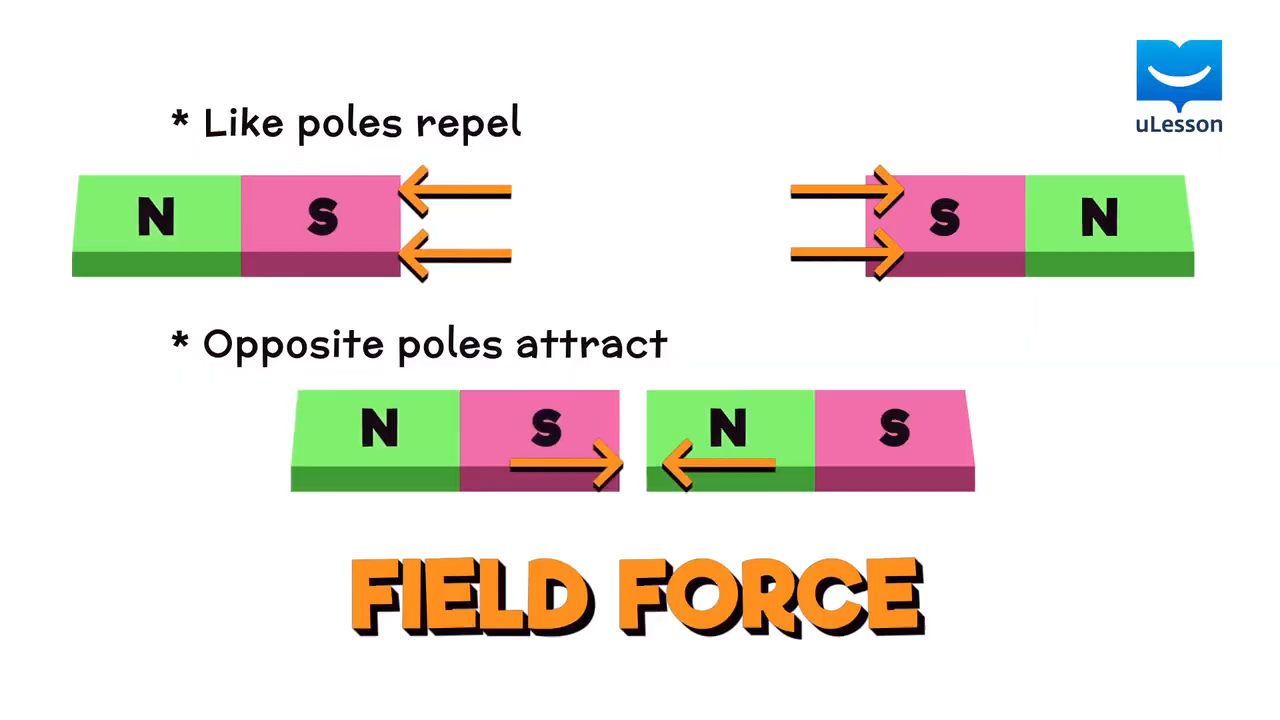 uLesson
* Like poles repel
N S S N
* Opposite poles attract
N S N S
FIELD FORCE